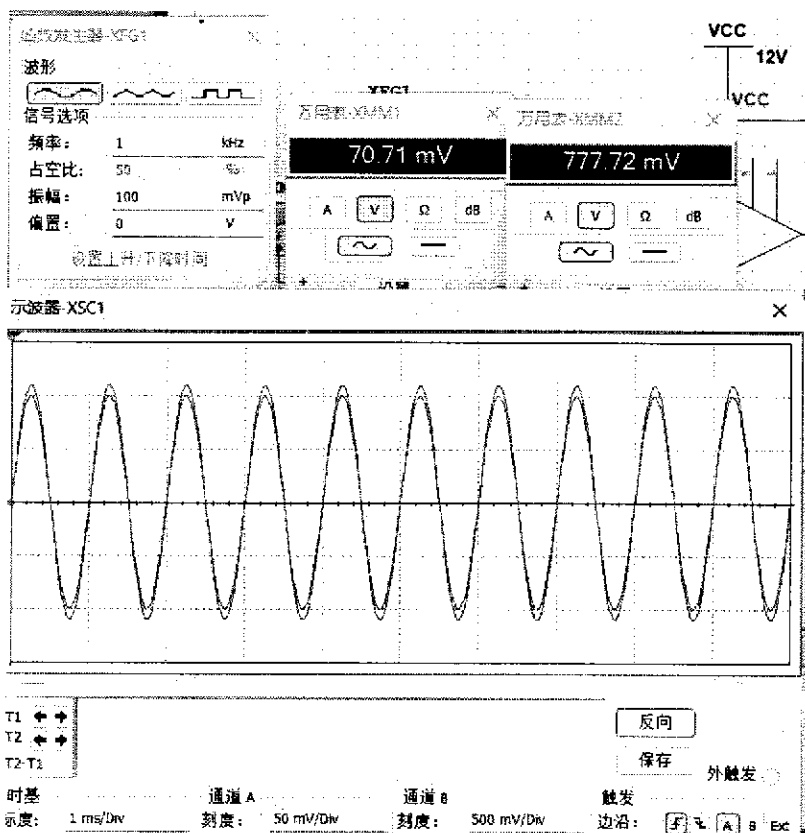 函数发生器-XFG1
波形
信号选项
频率： 1 kHz
占空比： 50 %
振幅： 100 mVp
偏置： 0 V
设置上升/下降时间
XFG1
万用表-XMM1
70.71 mV
A V Ω dB
万用表-XMM2
777.72 mV
A V Ω dB
VCC
12V
VCC
示波器-XSC1
T1
T2
T2-T1
反向
保存
外触发
时基
1 ms/Div
通道 A
刻度： 50 mV/Div
通道 B
刻度： 500 mV/Div
触发
边沿： A B Ext